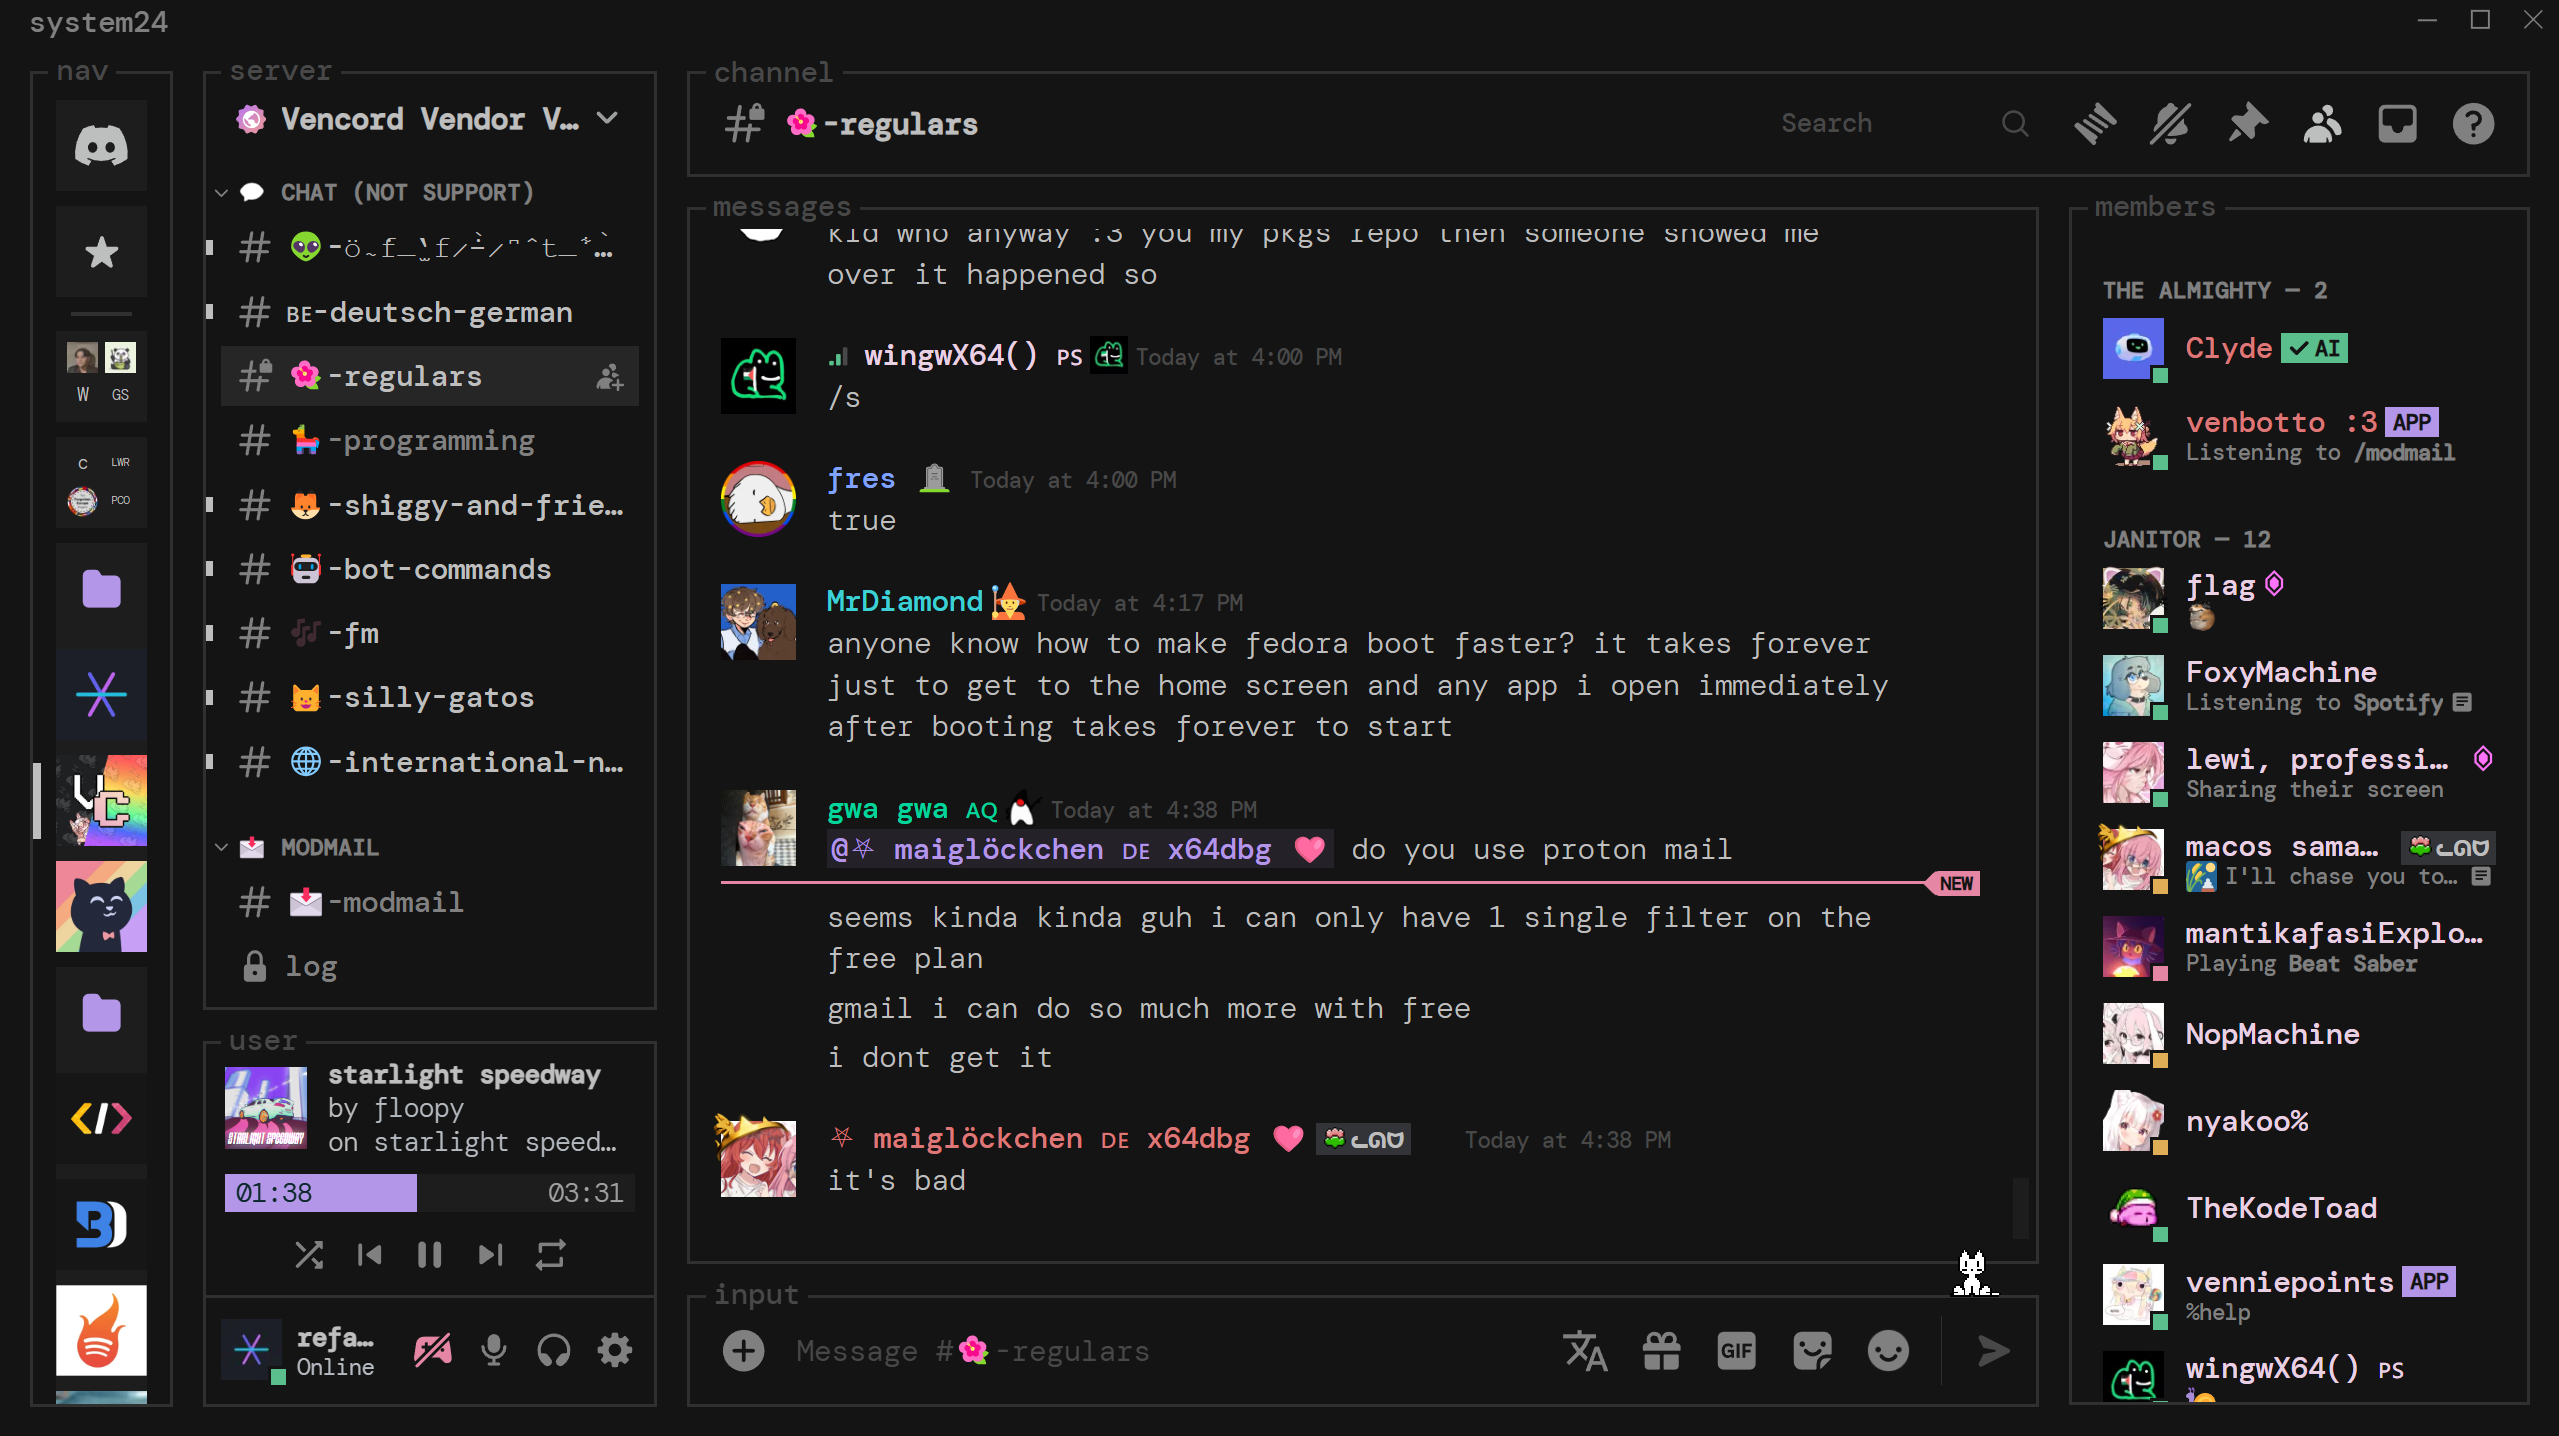 system24
nav
W GS
C LWR
PCO
server
Vencord Vendor V…
CHAT (NOT SUPPORT)
BE-deutsch-german
-regulars
-programming
-shiggy-and-frie…
-bot-commands
-fm
-silly-gatos
-international-n…
MODMAIL
-modmail
log
user
starlight speedway
by floopy
on starlight speed…
01:38 03:31
refa…
Online
channel
-regulars
Search
messages
kid who anyway :3 you my pkgs repo then someone showed me
over it happened so
wingwX64() PS Today at 4:00 PM
/s
fres Today at 4:00 PM
true
MrDiamond Today at 4:17 PM
anyone know how to make fedora boot faster? it takes forever
just to get to the home screen and any app i open immediately
after booting takes forever to start
gwa gwa AQ Today at 4:38 PM
@⛧ maiglöckchen DE x64dbg 🩷 do you use proton mail
NEW
seems kinda kinda guh i can only have 1 single filter on the
free plan
gmail i can do so much more with free
i dont get it
⛧ maiglöckchen DE x64dbg 🩷 Today at 4:38 PM
it's bad
input
Message #🌺-regulars
GIF
members
THE ALMIGHTY — 2
Clyde ✓ AI
venbotto :3 APP
Listening to /modmail
JANITOR — 12
flag
FoxyMachine
Listening to Spotify
lewi, professi…
Sharing their screen
macos sama…
I'll chase you to…
mantikafasiExplo…
Playing Beat Saber
NopMachine
nyakoo%
TheKodeToad
venniepoints APP
%help
wingwX64() PS